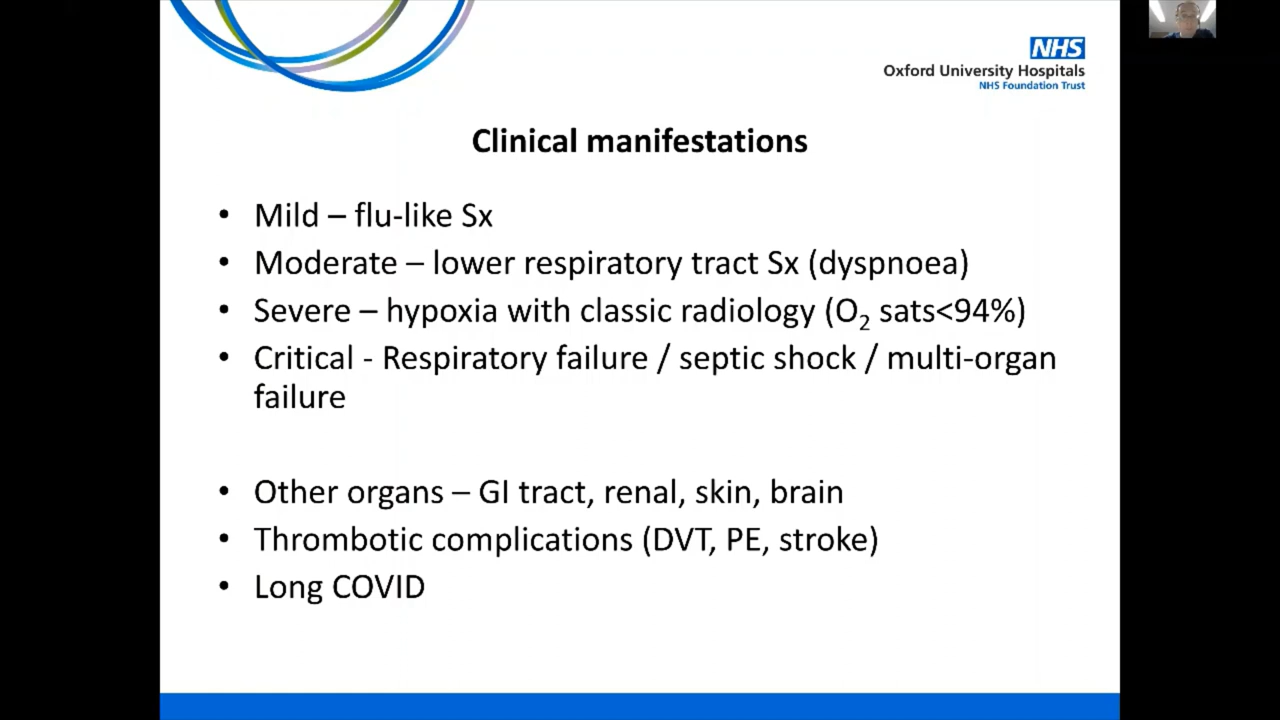 NHS
Oxford University Hospitals
NHS Foundation Trust
Clinical manifestations
• Mild – flu-like Sx
• Moderate – lower respiratory tract Sx (dyspnoea)
• Severe – hypoxia with classic radiology (O₂ sats<94%)
• Critical - Respiratory failure / septic shock / multi-organ
failure
• Other organs – GI tract, renal, skin, brain
• Thrombotic complications (DVT, PE, stroke)
• Long COVID